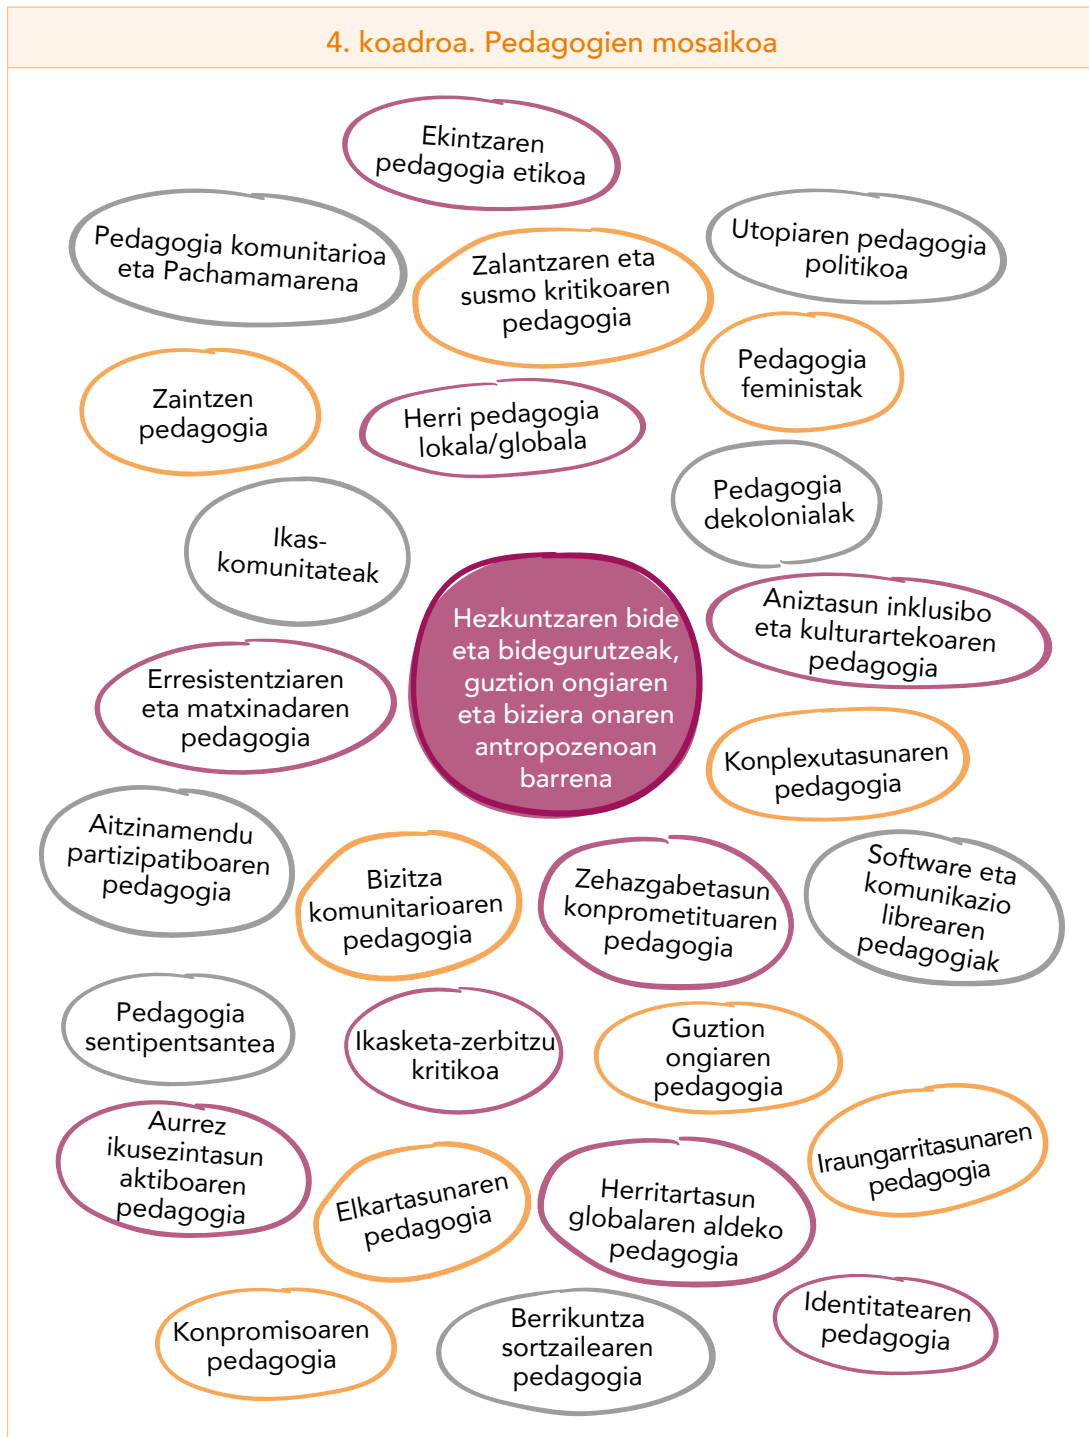 4. koadroa. Pedagogien mosaikoa
Ekintzaren
pedagogia etikoa
Pedagogia komunitarioa
eta Pachamamarena
Zalantzaren eta
susmo kritikoaren
pedagogia
Utopiaren pedagogia
politikoa
Zaintzen
pedagogia
Herri pedagogia
lokala/globala
Pedagogia
feministak
Ikas-
komunitateak
Pedagogia
dekolonialak
Hezkuntzaren bide
eta bidegurutzeak,
guztion ongiaren
eta biziera onaren
antropozenoan
barrena
Aniztasun inklusibo
eta kulturartekoaren
pedagogia
Erresistentziaren
eta matxinadaren
pedagogia
Konplexutasunaren
pedagogia
Aitzinamendu
partizipatiboaren
pedagogia
Bizitza
komunitarioaren
pedagogia
Zehazgabetasun
konprometituaren
pedagogia
Software eta
komunikazio
librearen
pedagogiak
Pedagogia
sentipentsantea
Ikasketa-zerbitzu
kritikoa
Guztion
ongiaren
pedagogia
Aurrez
ikusezintasun
aktiboaren
pedagogia
Elkartasunaren
pedagogia
Herritartasun
globalaren aldeko
pedagogia
Iraungarritasunaren
pedagogia
Konpromisoaren
pedagogia
Berrikuntza
sortzailearen
pedagogia
Identitatearen
pedagogia